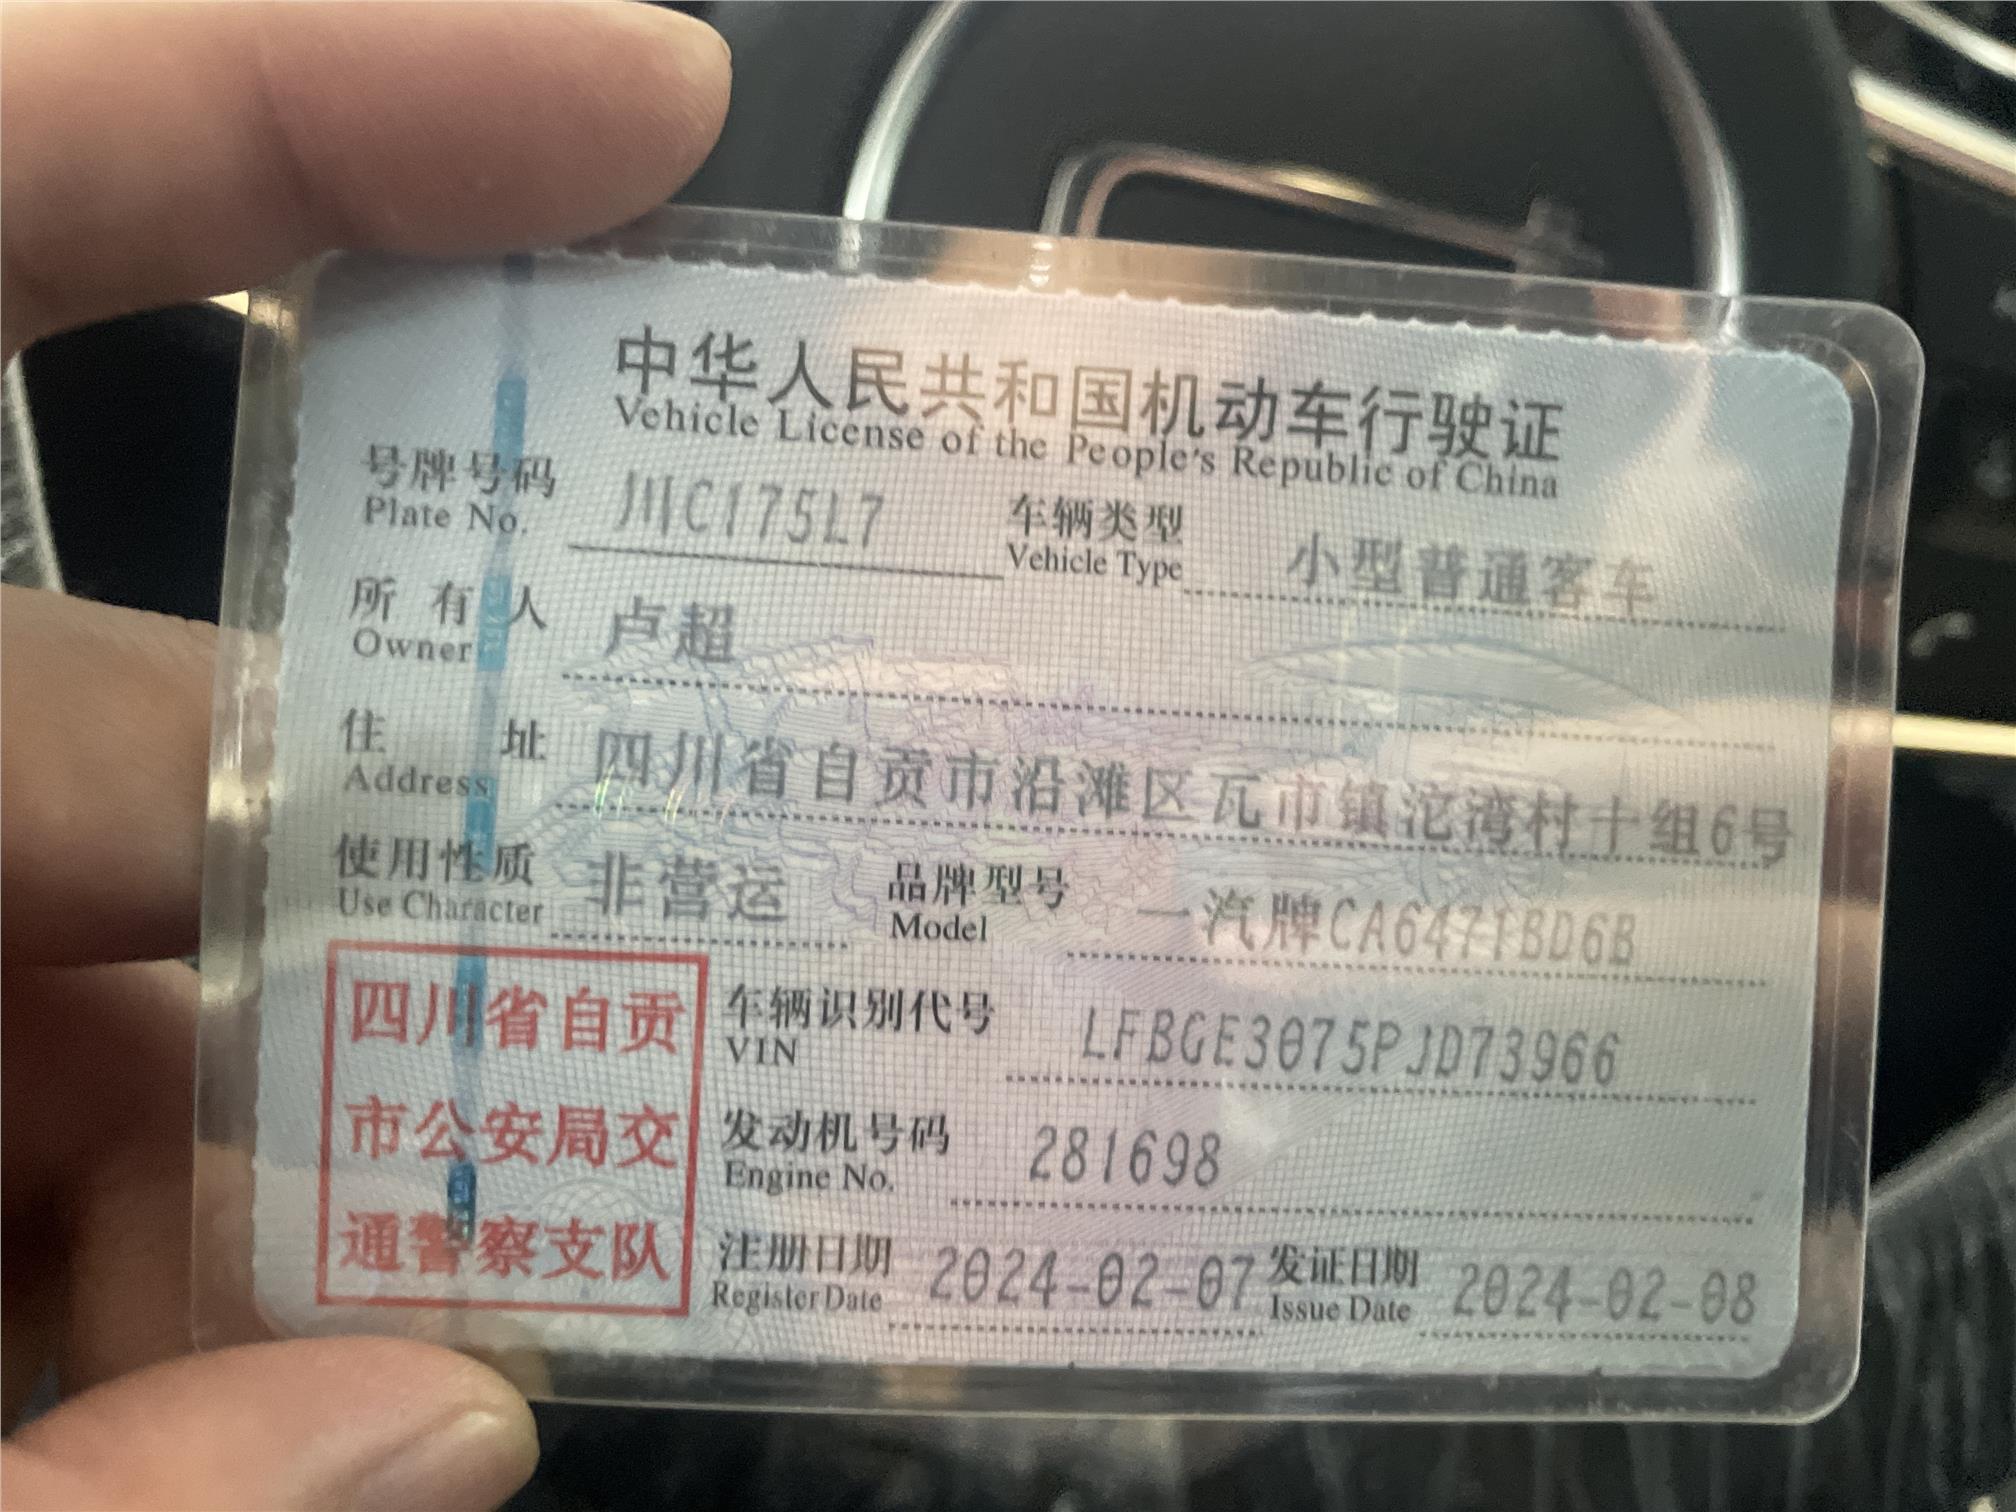 中华人民共和国机动车行驶证
Vehicle License of the People's Republic of China
号牌号码 川C175L7 车辆类型 小型普通客车
Plate No. Vehicle Type
所有人 卢超
Owner
住址 四川省自贡市沿滩区瓦市镇沱湾村十组6号
Address
使用性质 非营运 品牌型号 一汽牌CA6471BD6B
Use Character Model
四川省自贡
市公安局交
通警察支队
车辆识别代号 LFBGE3075PJD73966
VIN
发动机号码 281698
Engine No.
注册日期 2024-02-07 发证日期 2024-02-08
Register Date Issue Date